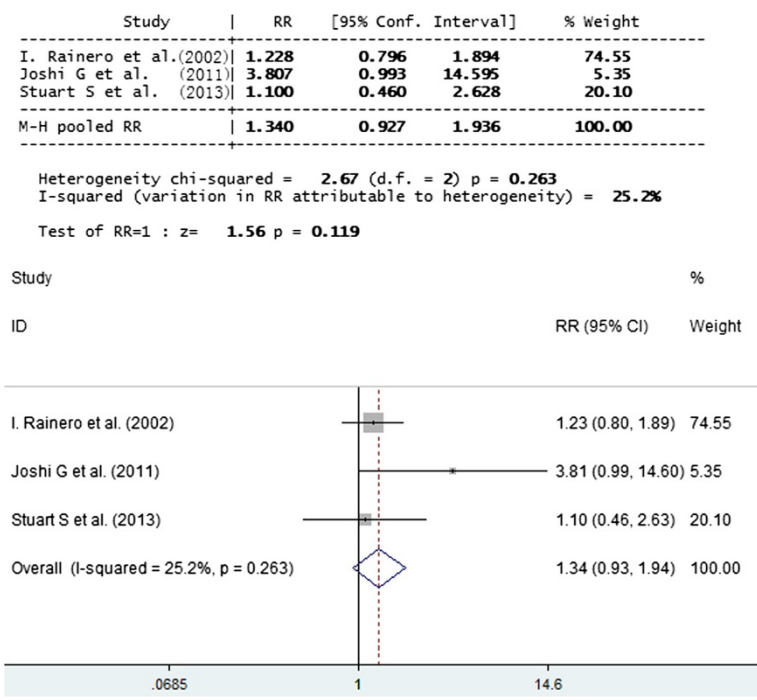 Study | RR [95% Conf. Interval] % Weight
I. Rainero et al.(2002)| 1.228 0.796 1.894 74.55
Joshi G et al. (2011)| 3.807 0.993 14.595 5.35
Stuart S et al. (2013)| 1.100 0.460 2.628 20.10
M-H pooled RR | 1.340 0.927 1.936 100.00
Heterogeneity chi-squared = 2.67 (d.f. = 2) p = 0.263
I-squared (variation in RR attributable to heterogeneity) = 25.2%
Test of RR=1 : z= 1.56 p = 0.119
Study %
ID RR (95% CI) Weight
I. Rainero et al. (2002) 1.23 (0.80, 1.89) 74.55
Joshi G et al. (2011) 3.81 (0.99, 14.60) 5.35
Stuart S et al. (2013) 1.10 (0.46, 2.63) 20.10
Overall (I-squared = 25.2%, p = 0.263) 1.34 (0.93, 1.94) 100.00
.0685 1 14.6